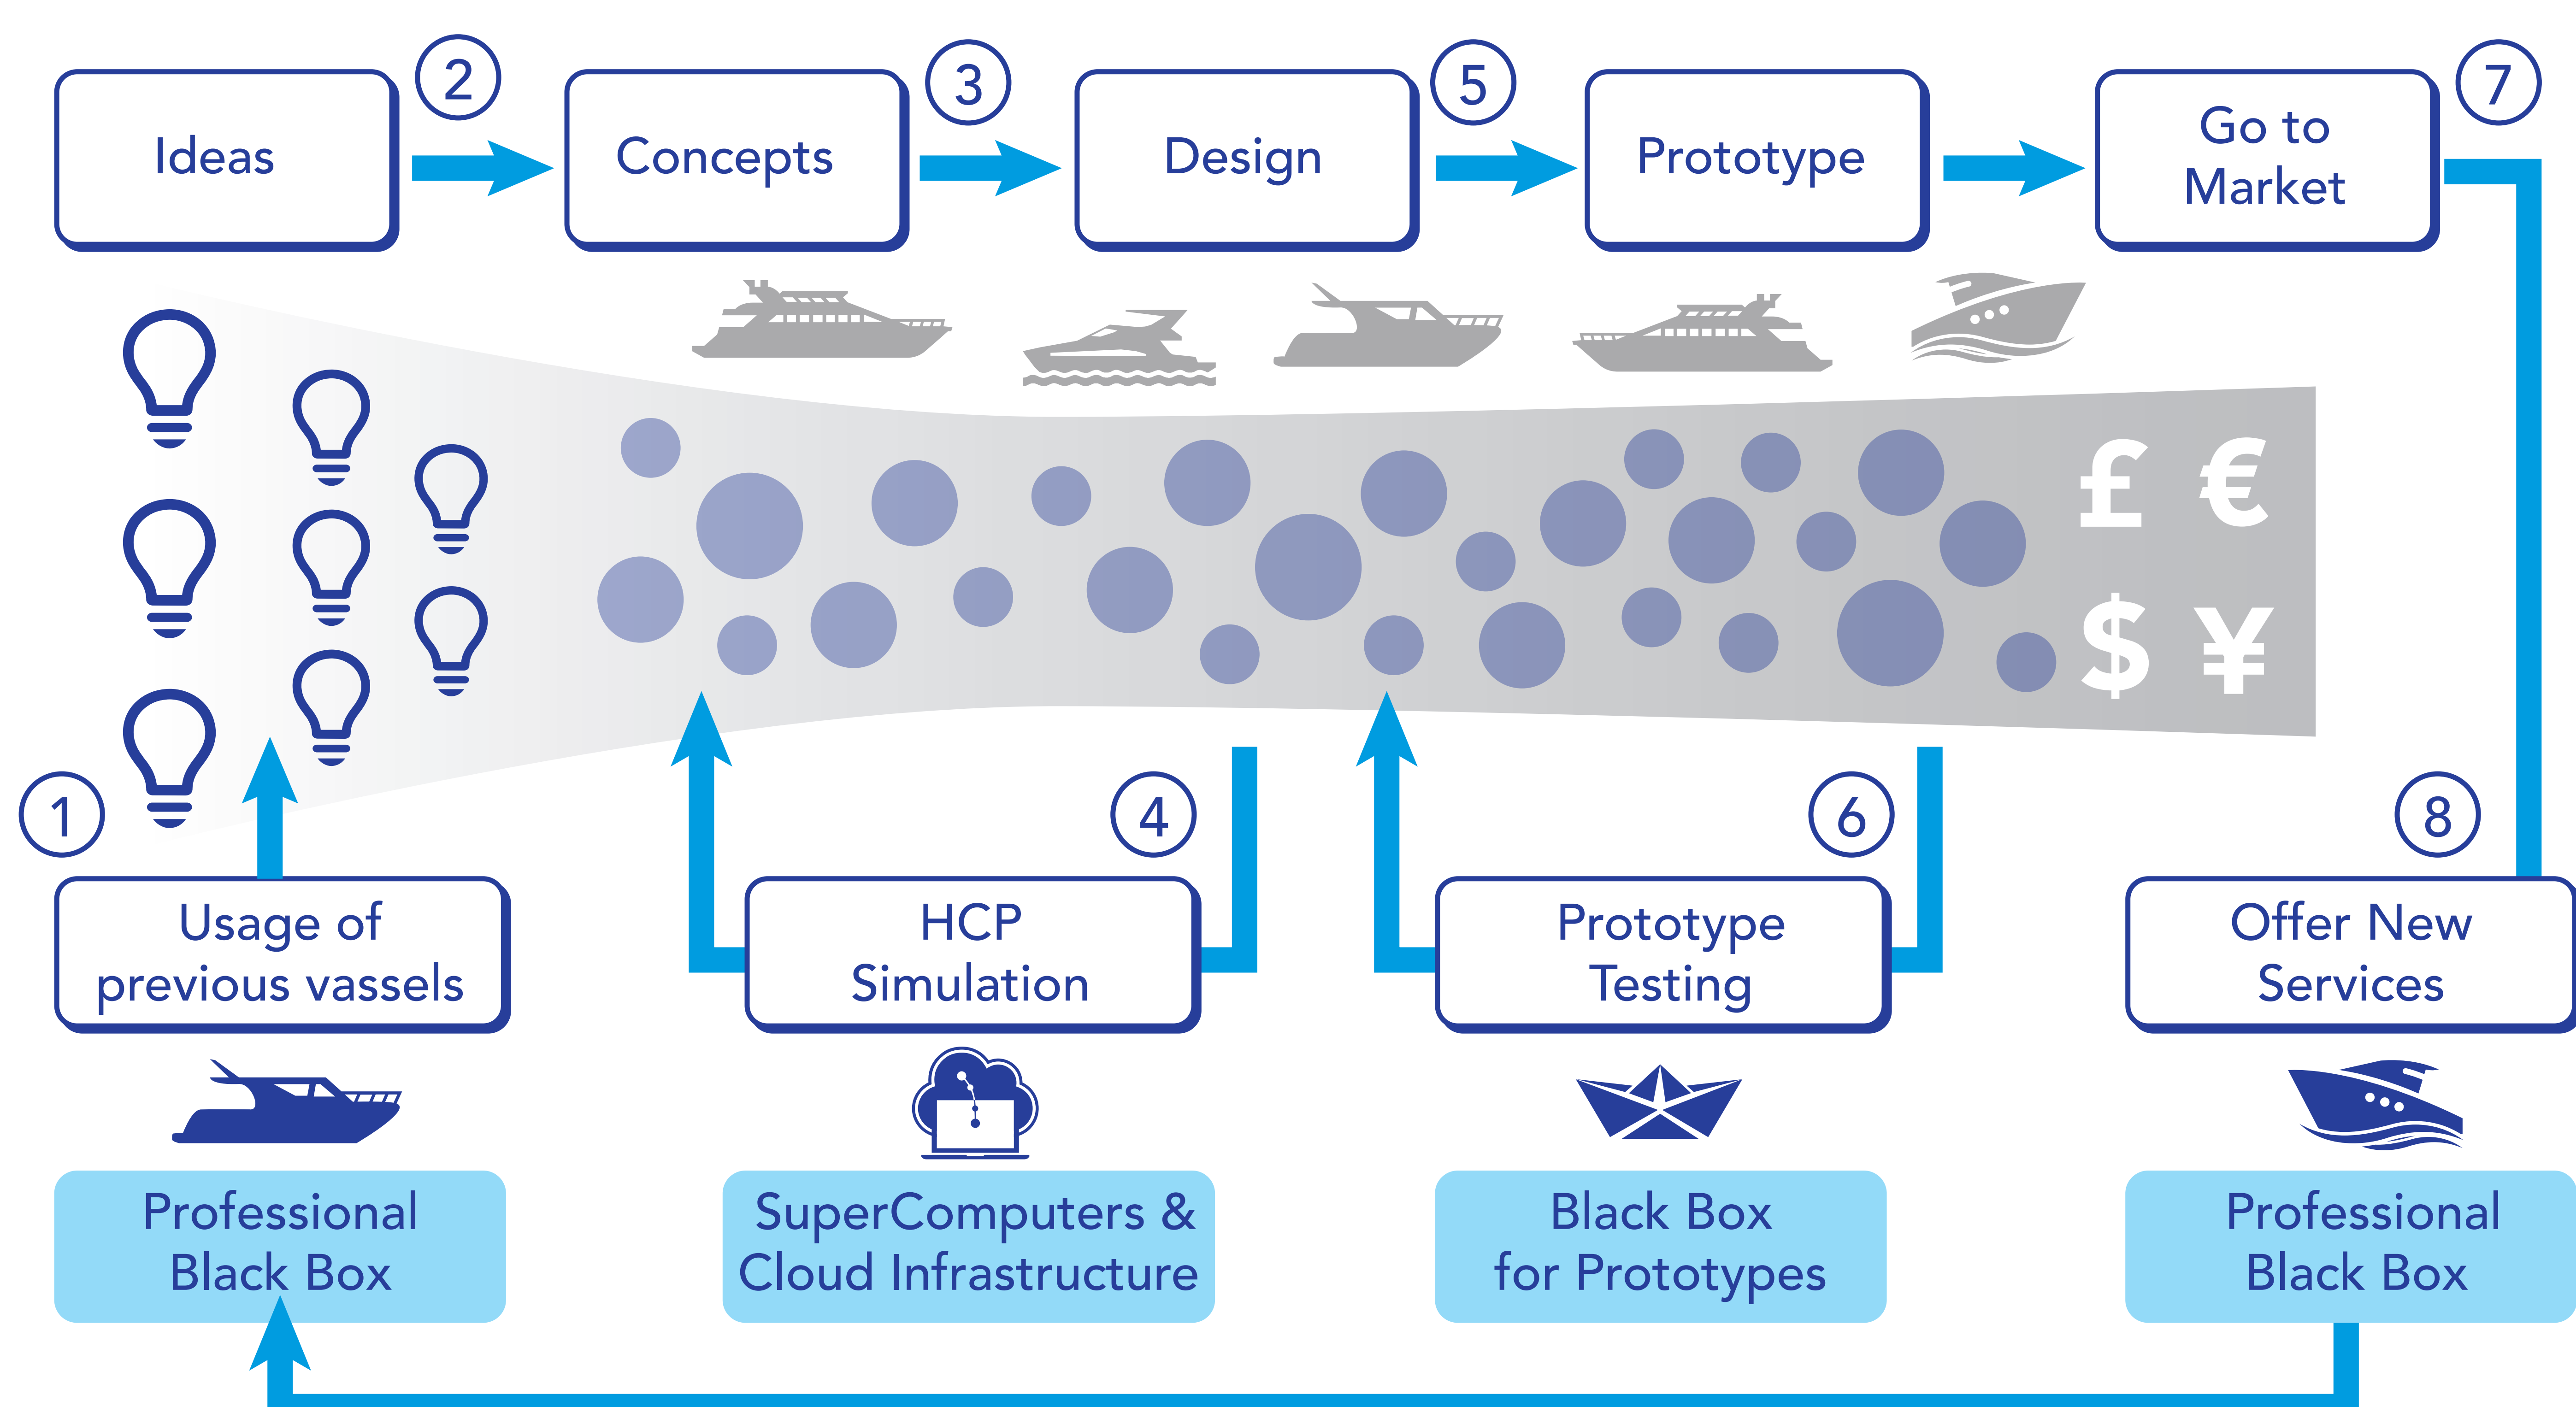 2
3
5
7
Ideas
Concepts
Design
Prototype
Go to
Market
£ €
$ ¥
1
4
6
8
Usage of
previous vassels
HCP
Simulation
Prototype
Testing
Offer New
Services
Professional
Black Box
SuperComputers &
Cloud Infrastructure
Black Box
for Prototypes
Professional
Black Box